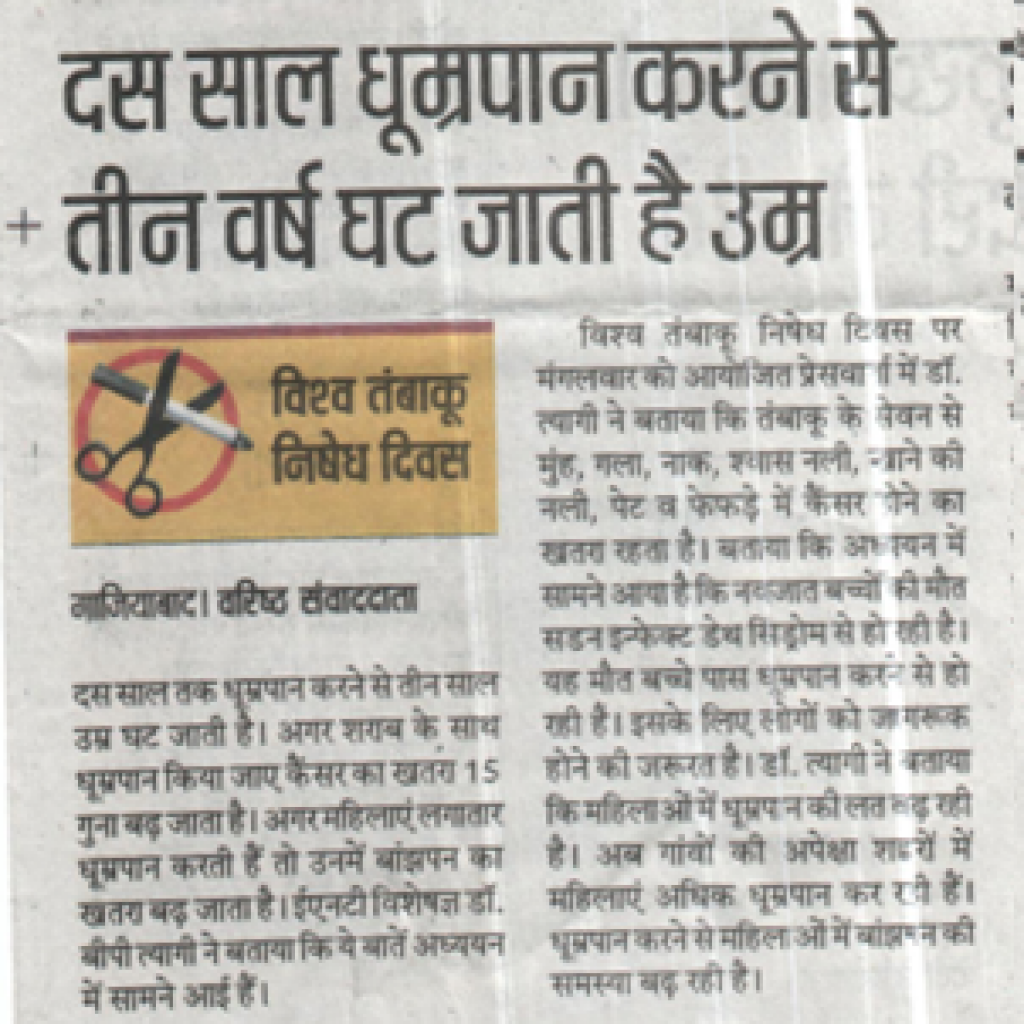 दस साल धूम्रपान करने से
तीन वर्ष घट जाती है उम्र
विश्व तंबाकू
निषेध दिवस
गाजियाबाद। वरिष्ठ संवाददाता
दस साल तक धूम्रपान करने से तीन साल
उम्र घट जाती है। अगर शराब के साथ
धूम्रपान किया जाए कैंसर का खतरा 15
गुना बढ़ जाता है। अगर महिलाएं लगातार
धूम्रपान करती हैं तो उनमें बांझपन का
खतरा बढ़ जाता है। ईएनटी विशेषज्ञ डॉ.
बीपी त्यागी ने बताया कि ये बातें अध्ययन
में सामने आई हैं।
विश्व तंबाकू निषेध दिवस पर
मंगलवार को आयोजित प्रेसवार्ता में डॉ.
त्यागी ने बताया कि तंबाकू के सेवन से
मुंह, गला, नाक, श्वास नली, खाने की
नली, पेट व फेफड़े में कैंसर होने का
खतरा रहता है। बताया कि अध्ययन में
सामने आया है कि नवजात बच्चों की मौत
सडन इन्फेक्ट डेथ सिंड्रोम से हो रही है।
यह मौत बच्चे पास धूम्रपान करने से हो
रही है। इसके लिए लोगों को जागरूक
होने की जरूरत है। डॉ. त्यागी ने बताया
कि महिलाओं में धूम्रपान की लत बढ़ रही
है। अब गांवों की अपेक्षा शहरों में
महिलाएं अधिक धूम्रपान कर रही हैं।
धूम्रपान करने से महिलाओं में बांझपन की
समस्या बढ़ रही है।